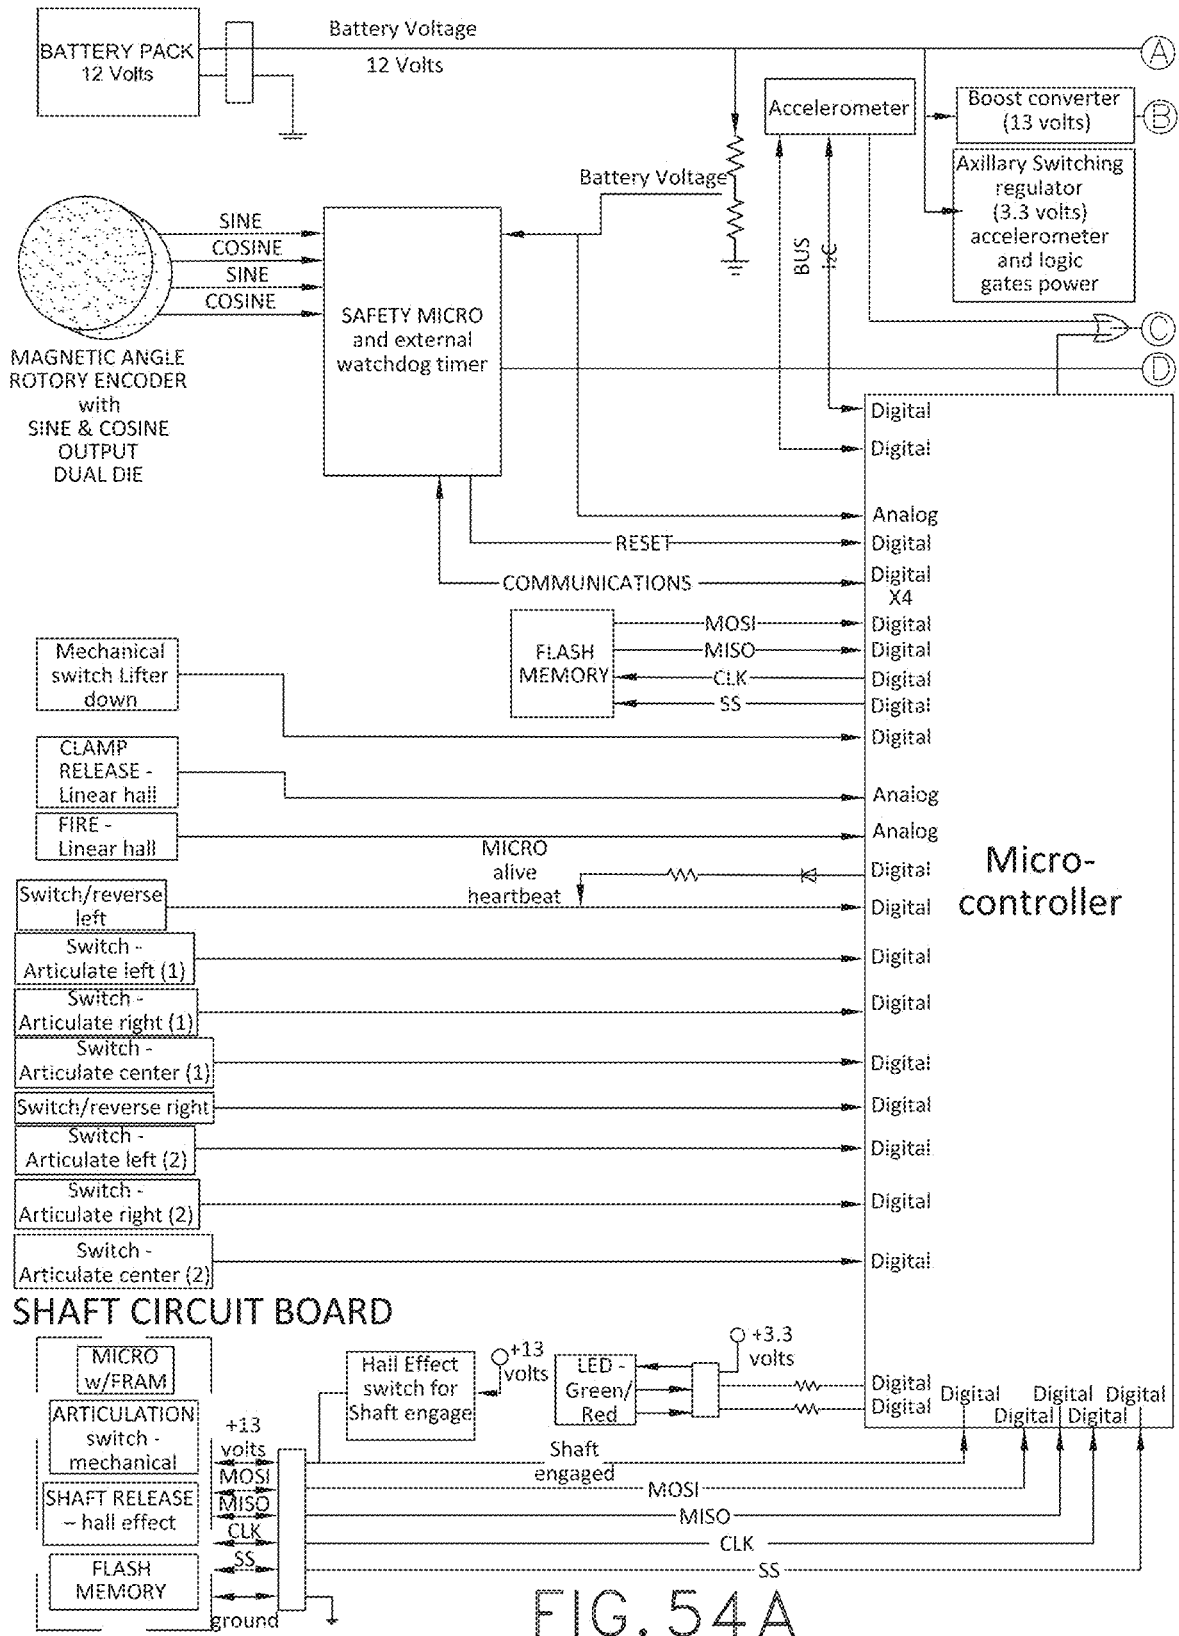 BATTERY PACK
12 Volts
Battery Voltage
12 Volts
A
Accelerometer
Boost converter
(13 volts)
B
Axillary Switching
regulator
(3.3 volts)
accelerometer
and logic
gates power
Battery Voltage
BUS
I2C
C
D
SINE
COSINE
SINE
COSINE
SAFETY MICRO
and external
watchdog timer
MAGNETIC ANGLE
ROTORY ENCODER
with
SINE & COSINE
OUTPUT
DUAL DIE
Digital
Digital
Analog
RESET
Digital
COMMUNICATIONS
Digital
X4
FLASH
MEMORY
MOSI
Digital
MISO
Digital
CLK
Digital
SS
Digital
Mechanical
switch Lifter
down
Digital
CLAMP
RELEASE -
Linear hall
Analog
FIRE -
Linear hall
Analog
MICRO
alive
heartbeat
Digital
Micro-
controller
Switch/reverse
left
Digital
Switch -
Articulate left (1)
Digital
Switch -
Articulate right (1)
Digital
Switch -
Articulate center (1)
Digital
Switch/reverse right
Digital
Switch -
Articulate left (2)
Digital
Switch -
Articulate right (2)
Digital
Switch -
Articulate center (2)
Digital
SHAFT CIRCUIT BOARD
MICRO
w/FRAM
ARTICULATION
switch -
mechanical
SHAFT RELEASE
– hall effect
FLASH
MEMORY
+13
volts
MOSI
MISO
CLK
SS
ground
Hall Effect
switch for
Shaft engage
+13
volts
LED -
Green/
Red
+3.3
volts
Digital
Digital
Digital
Digital
Digital
Digital
Digital
Shaft
engaged
MOSI
MISO
CLK
SS
FIG. 54A